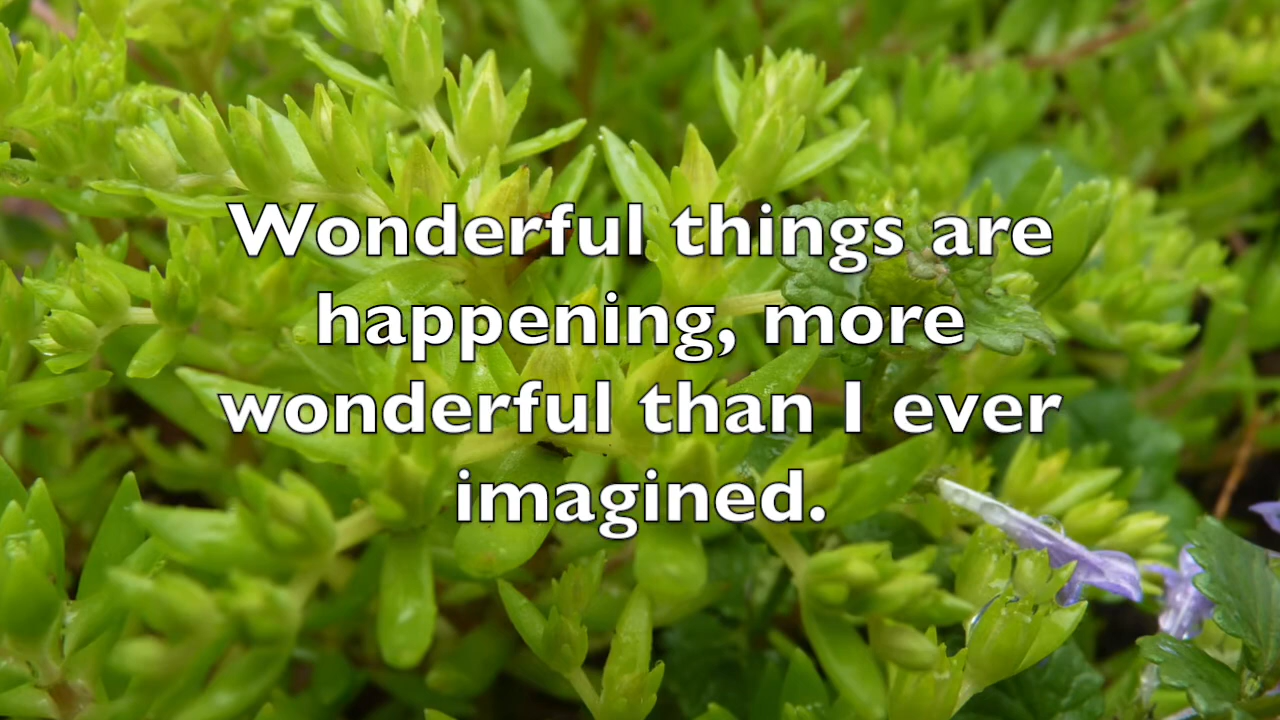 Wonderful things are
happening, more
wonderful than I ever
imagined.